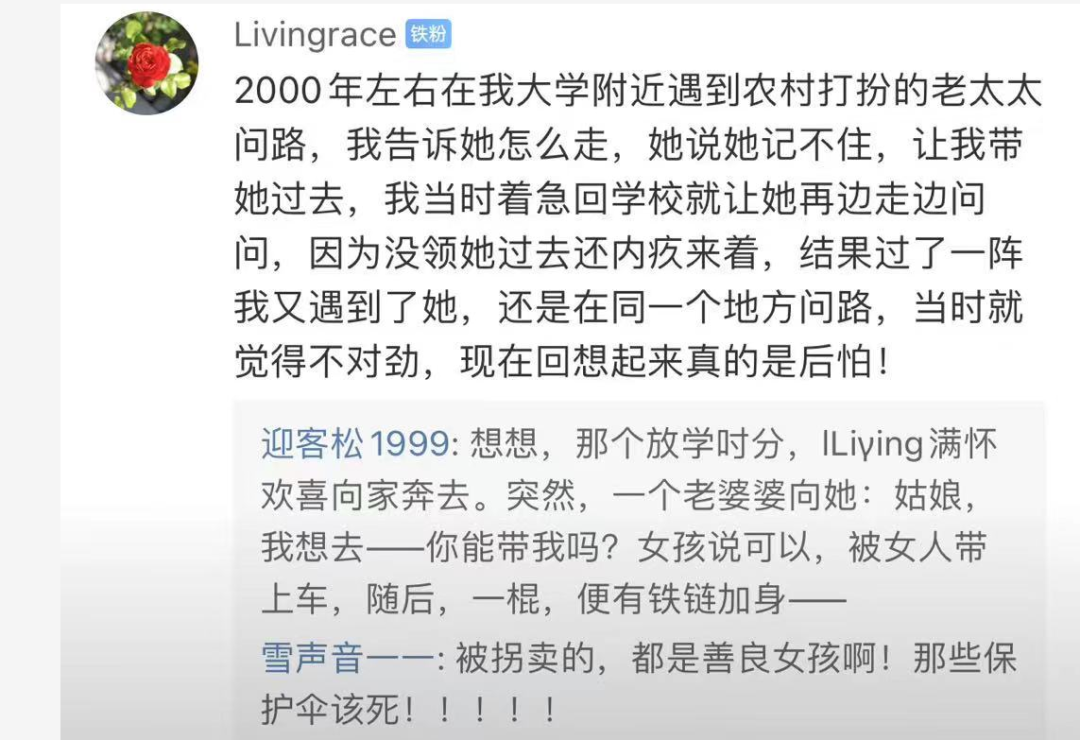 Livingrace 铁粉
2000年左右在我大学附近遇到农村打扮的老太太
问路，我告诉她怎么走，她说她记不住，让我带
她过去，我当时着急回学校就让她再边走边问
问，因为没领她过去还内疚来着，结果过了一阵
我又遇到了她，还是在同一个地方问路，当时就
觉得不对劲，现在回想起来真的是后怕！
迎客松1999: 想想，那个放学时分，lLiying满怀
欢喜向家奔去。突然，一个老婆婆向她：姑娘，
我想去——你能带我吗？女孩说可以，被女人带
上车，随后，一棍，便有铁链加身——
雪声音一一: 被拐卖的，都是善良女孩啊！那些保
护伞该死！！！！！